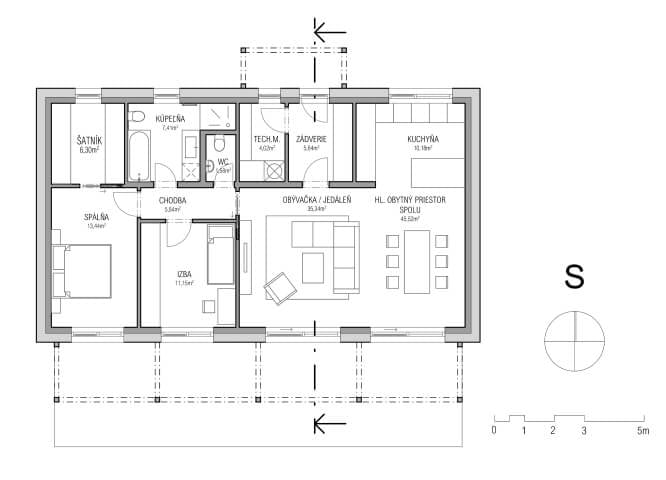 ŠATNÍK
6,30m²
KÚPEĽŇA
7,41m²
WC
1,58m²
TECH.M.
4,02m²
ZÁDVERIE
5,84m²
KUCHYŇA
10,18m²
SPÁLŇA
13,44m²
CHODBA
5,64m²
OBÝVAČKA / JEDÁLEŇ
35,34m²
HL. OBYTNÝ PRIESTOR
SPOLU
45,52m²
IZBA
11,15m²
S
0 1 2 3 5m